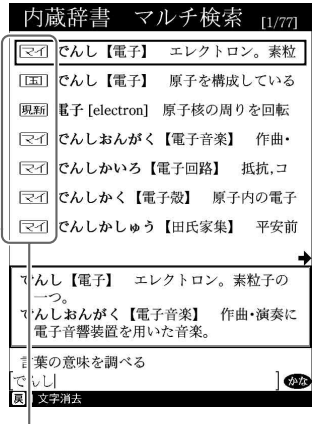 内蔵辞書 マルチ検索 [1/77]
マイ でんし【電子】 エレクトロン。素粒
国 でんし【電子】 原子を構成している
現新 電子 [electron] 原子核の周りを回転
マイ でんしおんがく【電子音楽】 作曲・
マイ でんしかいろ【電子回路】 抵抗,コ
マイ でんしかく【電子殻】 原子内の電子
マイ でんしかしゅう【田氏家集】 平安前
でんし【電子】 エレクトロン。素粒子の
一つ。
でんしおんがく【電子音楽】 作曲・演奏に
電子音響装置を用いた音楽。
言葉の意味を調べる
[でんし] かな
戻 文字消去